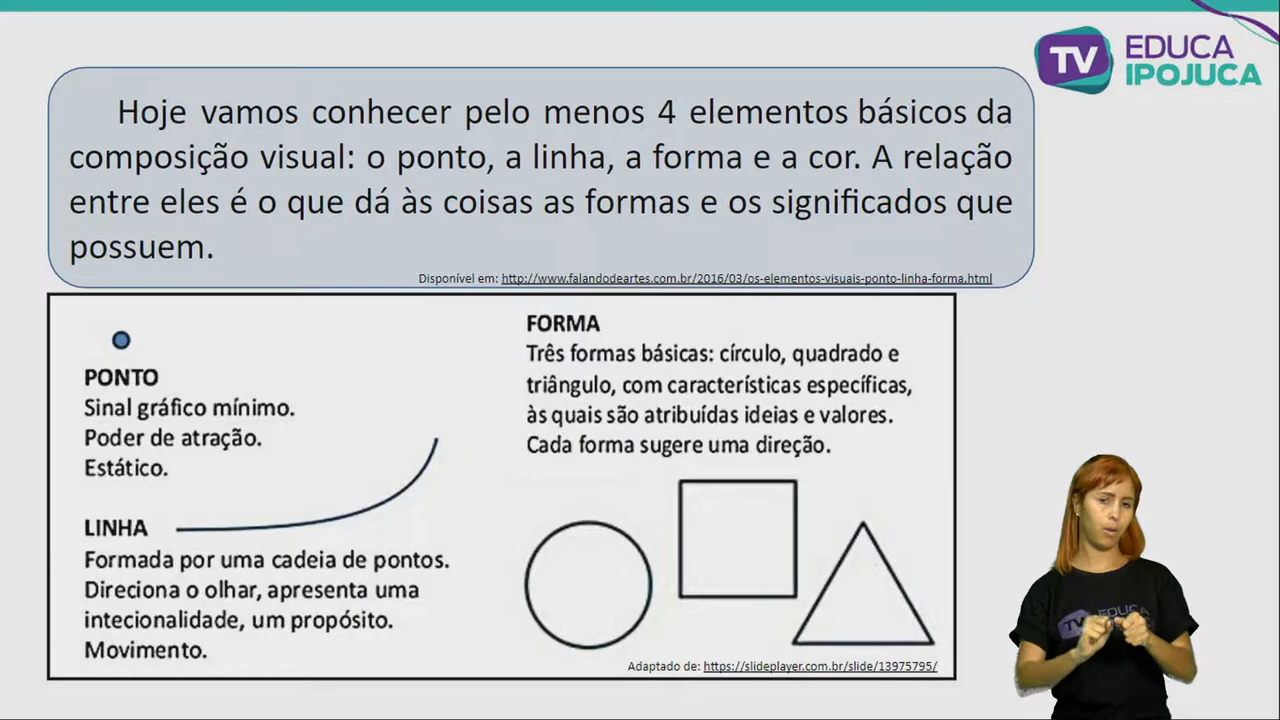 TV EDUCA
IPOJUCA
Hoje vamos conhecer pelo menos 4 elementos básicos da
composição visual: o ponto, a linha, a forma e a cor. A relação
entre eles é o que dá às coisas as formas e os significados que
possuem.
Disponível em: http://www.falandodeartes.com.br/2016/03/os-elementos-visuais-ponto-linha-forma.html
PONTO
Sinal gráfico mínimo.
Poder de atração.
Estático.
LINHA
Formada por uma cadeia de pontos.
Direciona o olhar, apresenta uma
intecionalidade, um propósito.
Movimento.
FORMA
Três formas básicas: círculo, quadrado e
triângulo, com características específicas,
às quais são atribuídas ideias e valores.
Cada forma sugere uma direção.
Adaptado de: https://slideplayer.com.br/slide/13975795/
TV EDUCA